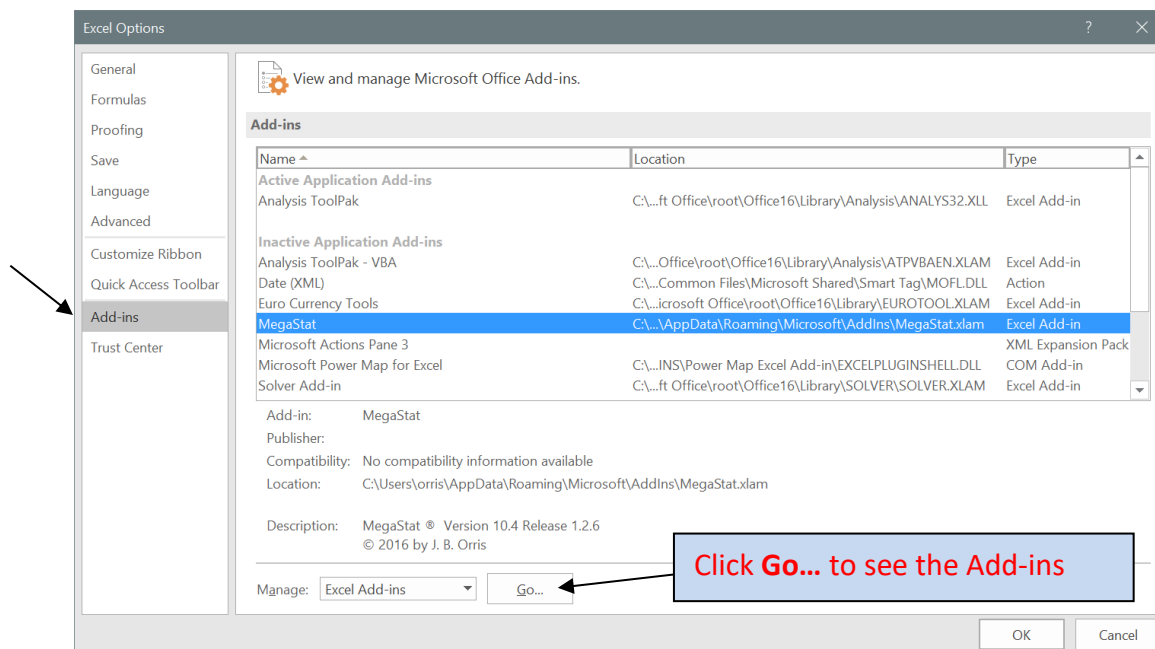 Excel Options
?
General
Formulas
Proofing
Save
Language
Advanced
Customize Ribbon
Quick Access Toolbar
Add-ins
Trust Center
View and manage Microsoft Office Add-ins.
Add-ins
Name Location Type
Active Application Add-ins
Analysis ToolPak C:\...ft Office\root\Office16\Library\Analysis\ANALYS32.XLL Excel Add-in
Inactive Application Add-ins
Analysis ToolPak - VBA C:\...Office\root\Office16\Library\Analysis\ATPVBAEN.XLAM Excel Add-in
Date (XML) C:\...Common Files\Microsoft Shared\Smart Tag\MOFL.DLL Action
Euro Currency Tools C:\...icrosoft Office\root\Office16\Library\EUROTOOL.XLAM Excel Add-in
MegaStat C:\...\AppData\Roaming\Microsoft\AddIns\MegaStat.xlam Excel Add-in
Microsoft Actions Pane 3 XML Expansion Pack
Microsoft Power Map for Excel C:\...INS\Power Map Excel Add-in\EXCELPLUGINSHELL.DLL COM Add-in
Solver Add-in C:\...ft Office\root\Office16\Library\SOLVER\SOLVER.XLAM Excel Add-in
Add-in: MegaStat
Publisher:
Compatibility: No compatibility information available
Location: C:\Users\orris\AppData\Roaming\Microsoft\AddIns\MegaStat.xlam
Description: MegaStat ® Version 10.4 Release 1.2.6
© 2016 by J. B. Orris
Click Go... to see the Add-ins
Manage: Excel Add-ins Go...
OK Cancel